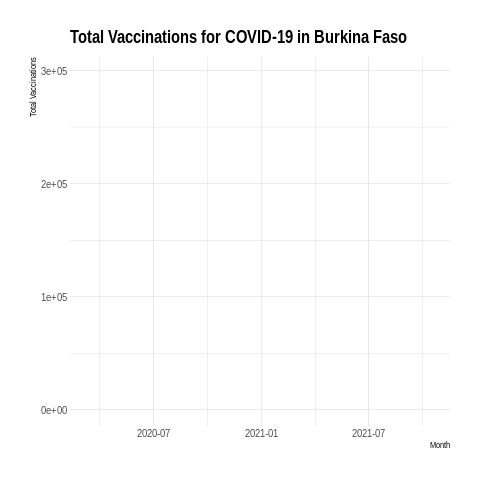 Total Vaccinations for COVID-19 in Burkina Faso
Total Vaccinations
3e+05
2e+05
1e+05
0e+00
2020-07
2021-01
2021-07
Month